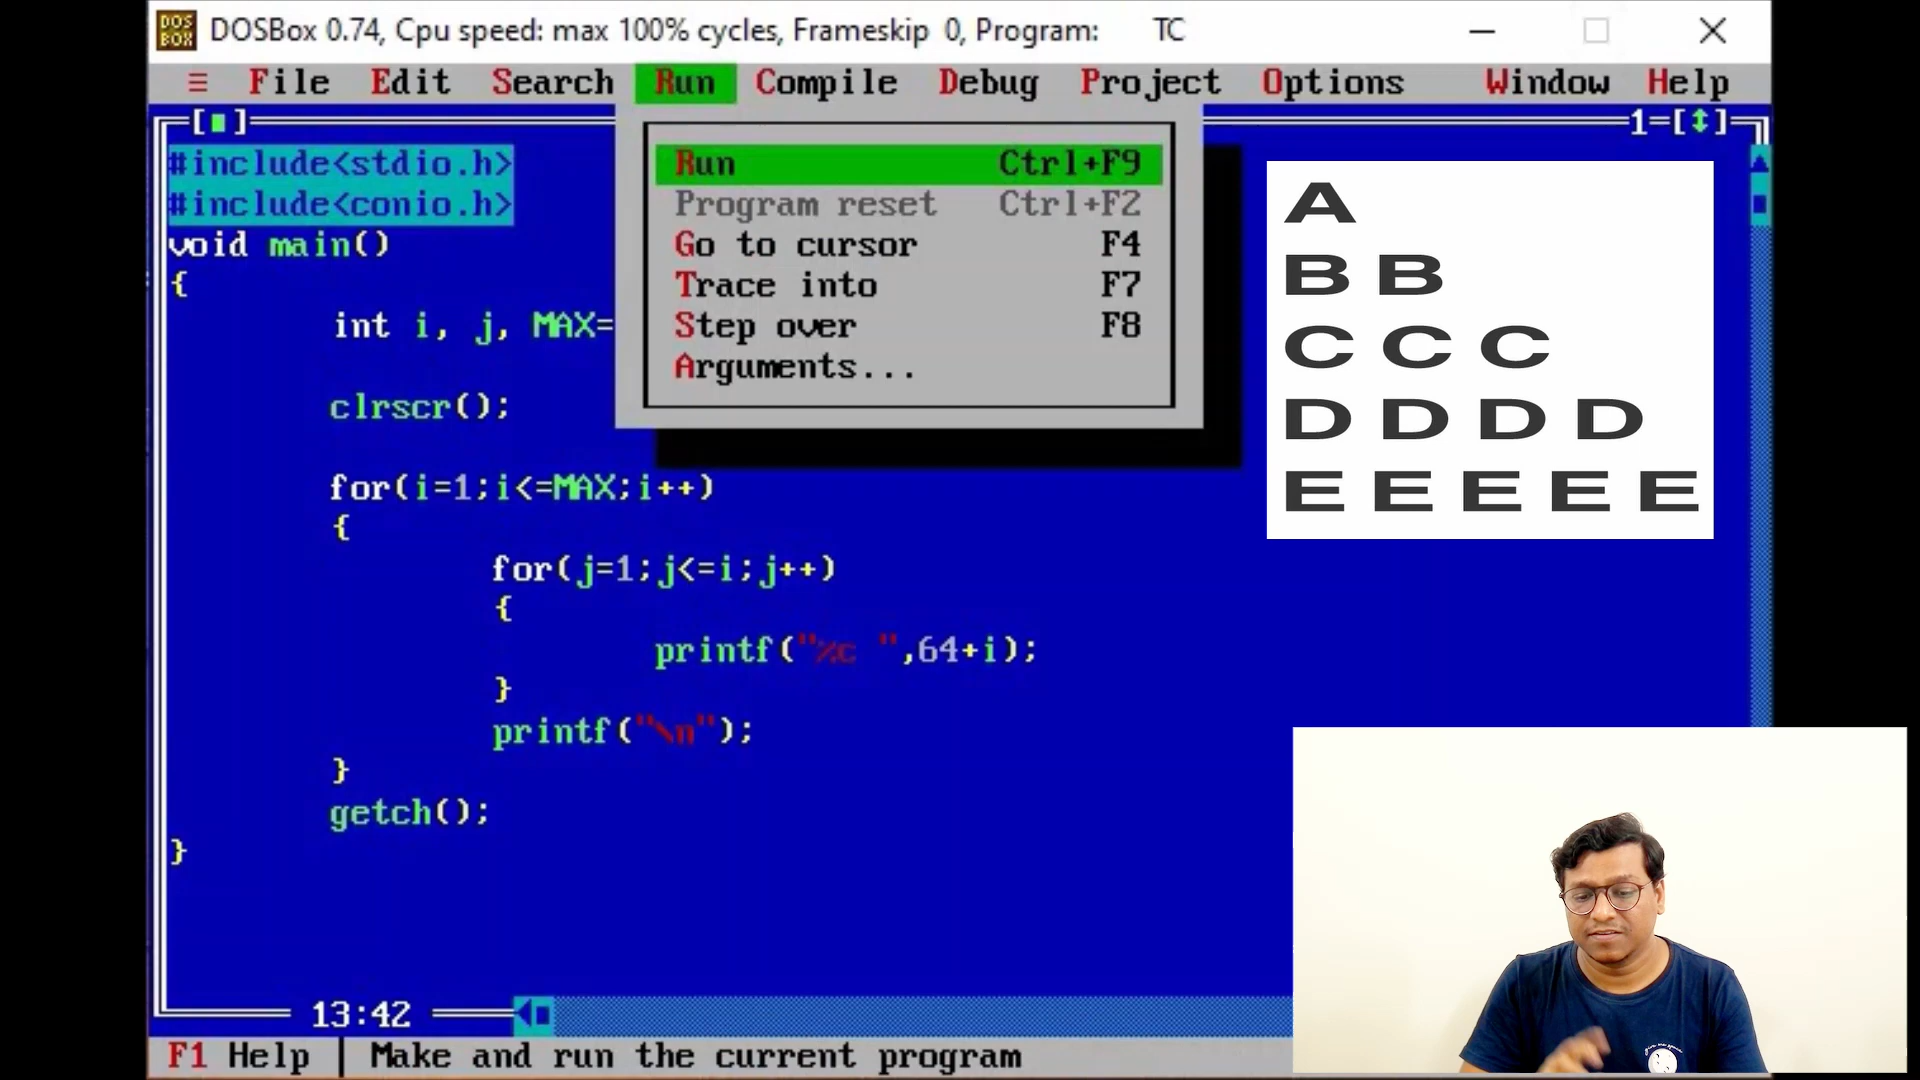 DOSBox 0.74, Cpu speed: max 100% cycles, Frameskip 0, Program: TC
≡ File Edit Search Run Compile Debug Project Options Window Help
1
#include<stdio.h>
#include<conio.h>
void main()
{
int i, j, MAX=
clrscr();
for(i=1;i<=MAX;i++)
{
for(j=1;j<=i;j++)
{
printf("%c ",64+i);
}
printf("\n");
}
getch();
}
Run Ctrl+F9
Program reset Ctrl+F2
Go to cursor F4
Trace into F7
Step over F8
Arguments...
A
B B
C C C
D D D D
E E E E E
13:42
F1 Help | Make and run the current program